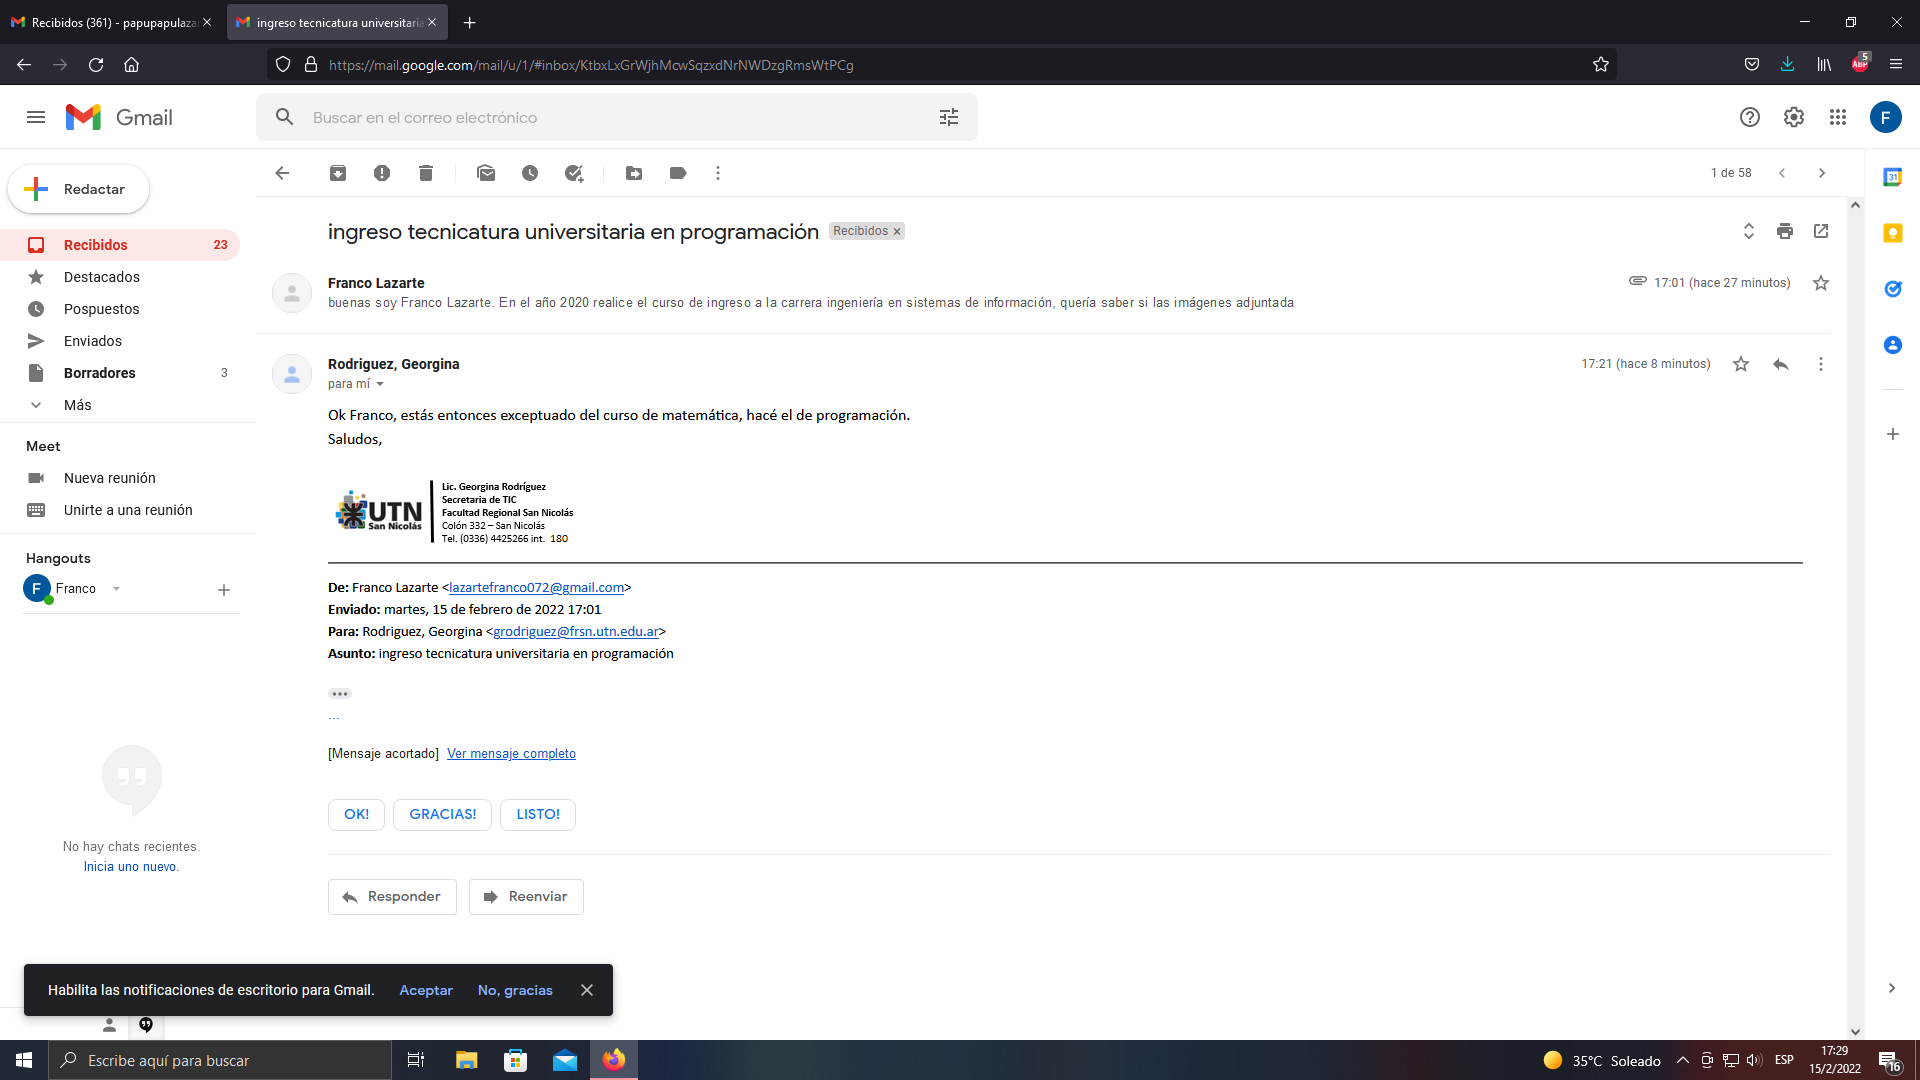 Recibidos (361) - papupapulaza
ingreso tecnicatura universitaria
https://mail.google.com/mail/u/1/#inbox/KtbxLxGrWjhMcwSqzxdNrNWDzgRmsWtPCg
ABP 5
Gmail
Buscar en el correo electrónico
F
Redactar
1 de 58
31
Recibidos 23
Destacados
Pospuestos
Enviados
Borradores 3
Más
Meet
Nueva reunión
Unirte a una reunión
Hangouts
F Franco
No hay chats recientes.
Inicia uno nuevo.
ingreso tecnicatura universitaria en programación Recibidos x
Franco Lazarte 17:01 (hace 27 minutos)
buenas soy Franco Lazarte. En el año 2020 realice el curso de ingreso a la carrera ingeniería en sistemas de información, quería saber si las imágenes adjuntada
Rodriguez, Georgina 17:21 (hace 8 minutos)
para mí
Ok Franco, estás entonces exceptuado del curso de matemática, hacé el de programación.
Saludos,
UTN
San Nicolás
Lic. Georgina Rodríguez
Secretaria de TIC
Facultad Regional San Nicolás
Colón 332 – San Nicolás
Tel. (0336) 4425266 int. 180
De: Franco Lazarte <lazartefranco072@gmail.com>
Enviado: martes, 15 de febrero de 2022 17:01
Para: Rodriguez, Georgina <grodriguez@frsn.utn.edu.ar>
Asunto: ingreso tecnicatura universitaria en programación
...
[Mensaje acortado] Ver mensaje completo
OK! GRACIAS! LISTO!
Responder Reenviar
Habilita las notificaciones de escritorio para Gmail. Aceptar No, gracias
Escribe aquí para buscar
35°C Soleado
ESP
17:29
15/2/2022
16